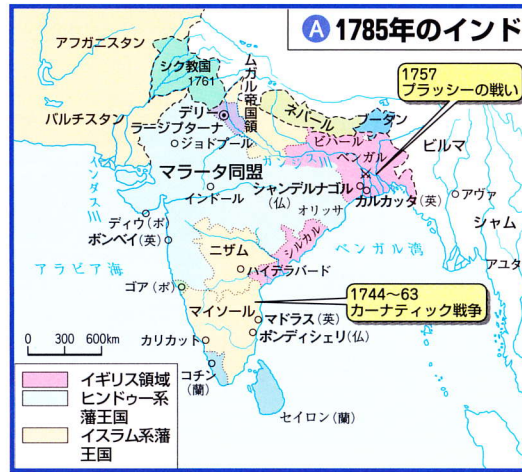 A 1785年のインド
アフガニスタン
シク教国
1761
ムガル帝国領
1757
プラッシーの戦い
バルチスタン
デリー
ラージプターナ
ジョドプール
ネパール
ブータン
ビハール
ガンジス川
ベンガル
ビルマ
インダス川
マラータ同盟
インドール
シャンデルナゴル
(仏)
カルカッタ(英)
アヴァ
オリッサ
シャム
ディウ(ポ)
ボンベイ(英)
シルカル
ベンガル湾
ニザム
アラビア海
ハイデラバード
アユタ
ゴア(ポ)
1744〜63
カーナティック戦争
マイソール
マドラス(英)
ポンディシェリ(仏)
0 300 600km
カリカット
コチン
(蘭)
セイロン(蘭)
イギリス領域
ヒンドゥー系
藩王国
イスラム系藩
王国